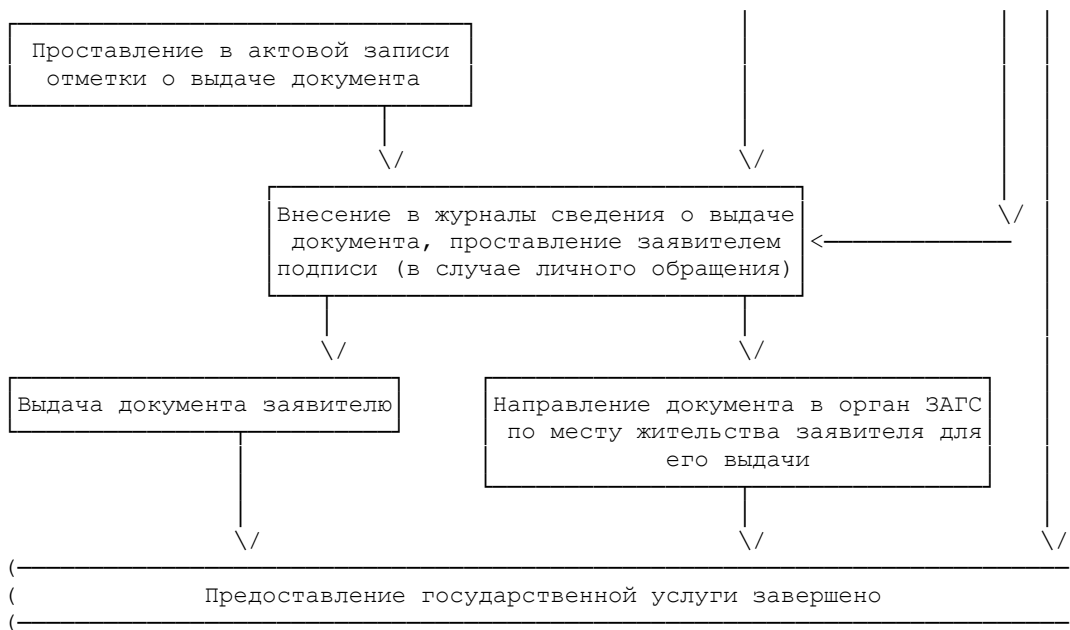 Проставление в актовой записи
отметки о выдаче документа
Внесение в журналы сведения о выдаче
документа, проставление заявителем
подписи (в случае личного обращения)
Выдача документа заявителю
Направление документа в орган ЗАГС
по месту жительства заявителя для
его выдачи
Предоставление государственной услуги завершено